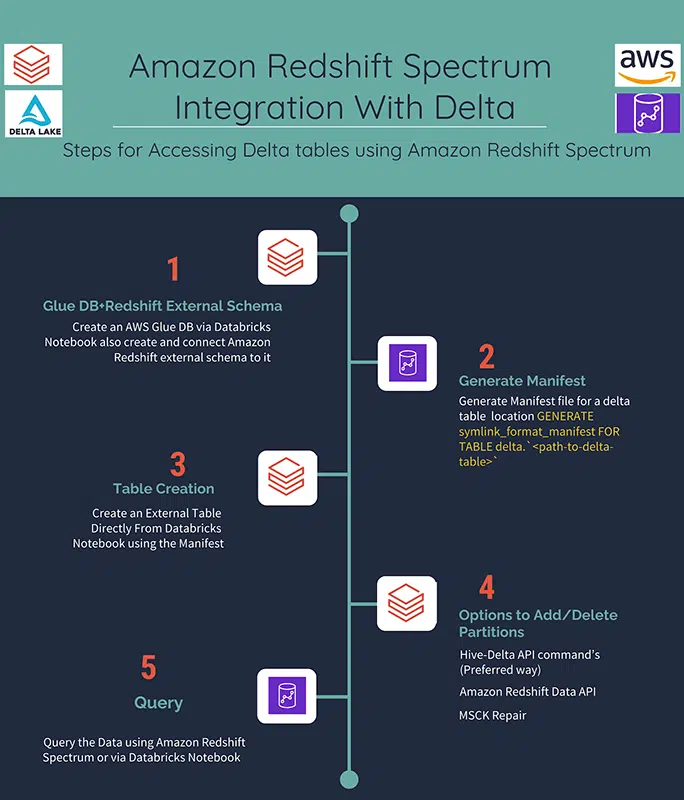 Amazon Redshift Spectrum
Integration With Delta
aws
DELTA LAKE
Steps for Accessing Delta tables using Amazon Redshift Spectrum
1
Glue DB+Redshift External Schema
Create an AWS Glue DB via Databricks
Notebook also create and connect Amazon
Redshift external schema to it
2
Generate Manifest
Generate Manifest file for a delta
table location GENERATE
symlink_format_manifest FOR
TABLE delta.`<path-to-delta-
table>`
3
Table Creation
Create an External Table
Directly From Databricks
Notebook using the Manifest
4
Options to Add/Delete
Partitions
Hive-Delta API command's
(Preferred way)
Amazon Redshift Data API
MSCK Repair
5
Query
Query the Data using Amazon Redshift
Spectrum or via Databricks Notebook